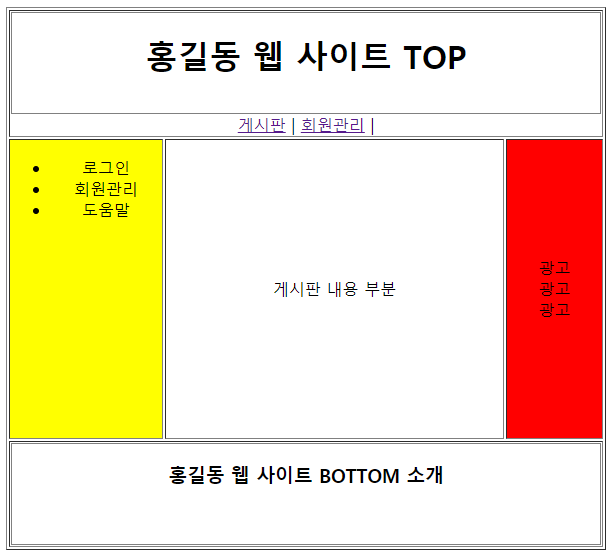 홍길동 웹 사이트 TOP
게시판 | 회원관리 |
로그인
회원관리
도움말
게시판 내용 부분
광고
광고
광고
홍길동 웹 사이트 BOTTOM 소개